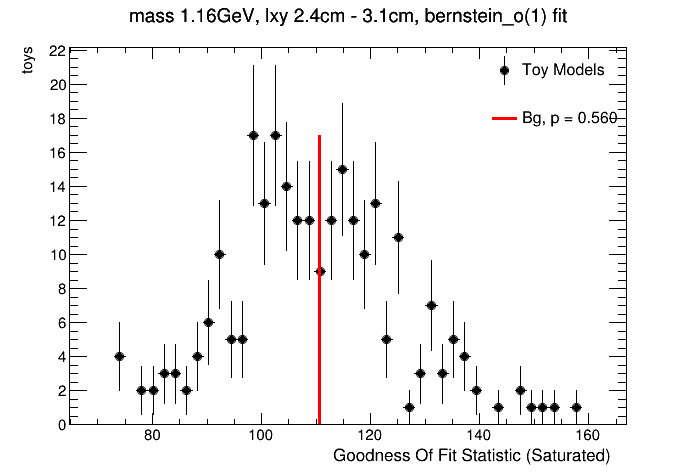 mass 1.16GeV, lxy 2.4cm - 3.1cm, bernstein_o(1) fit
toys
22
20
18
16
14
12
10
8
6
4
2
0
Toy Models
Bg, p = 0.560
80 100 120 140 160
Goodness Of Fit Statistic (Saturated)